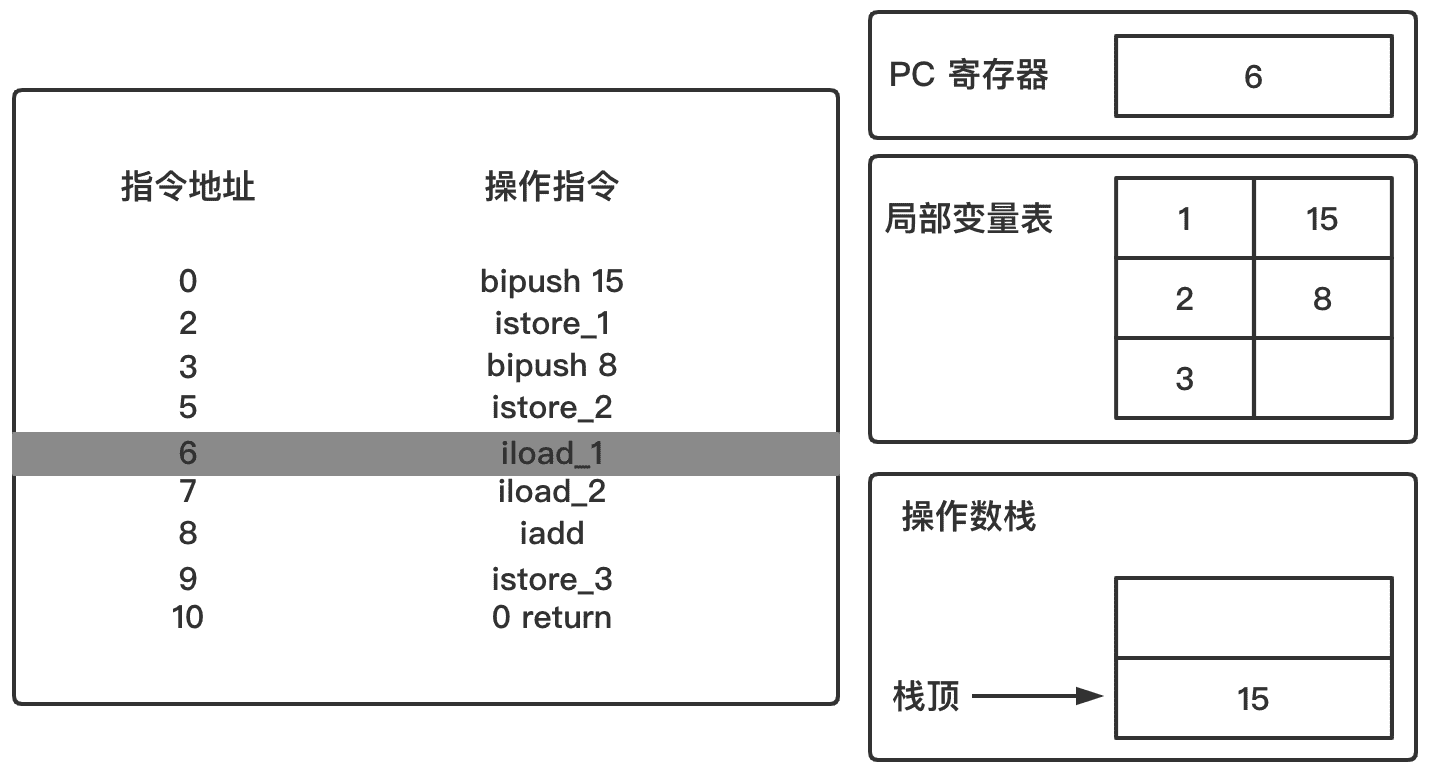 指令地址 操作指令
0 bipush 15
2 istore_1
3 bipush 8
5 istore_2
6 iload_1
7 iload_2
8 iadd
9 istore_3
10 0 return
PC 寄存器 6
局部变量表 1 15
2 8
3
操作数栈
栈顶 15